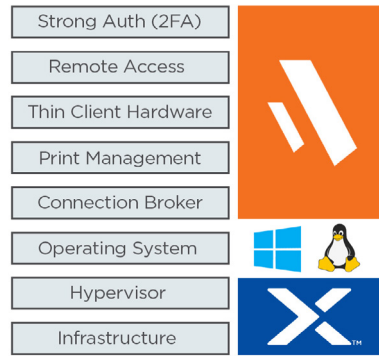 Strong Auth (2FA)
Remote Access
Thin Client Hardware
Print Management
Connection Broker
Operating System
Hypervisor
Infrastructure
TM